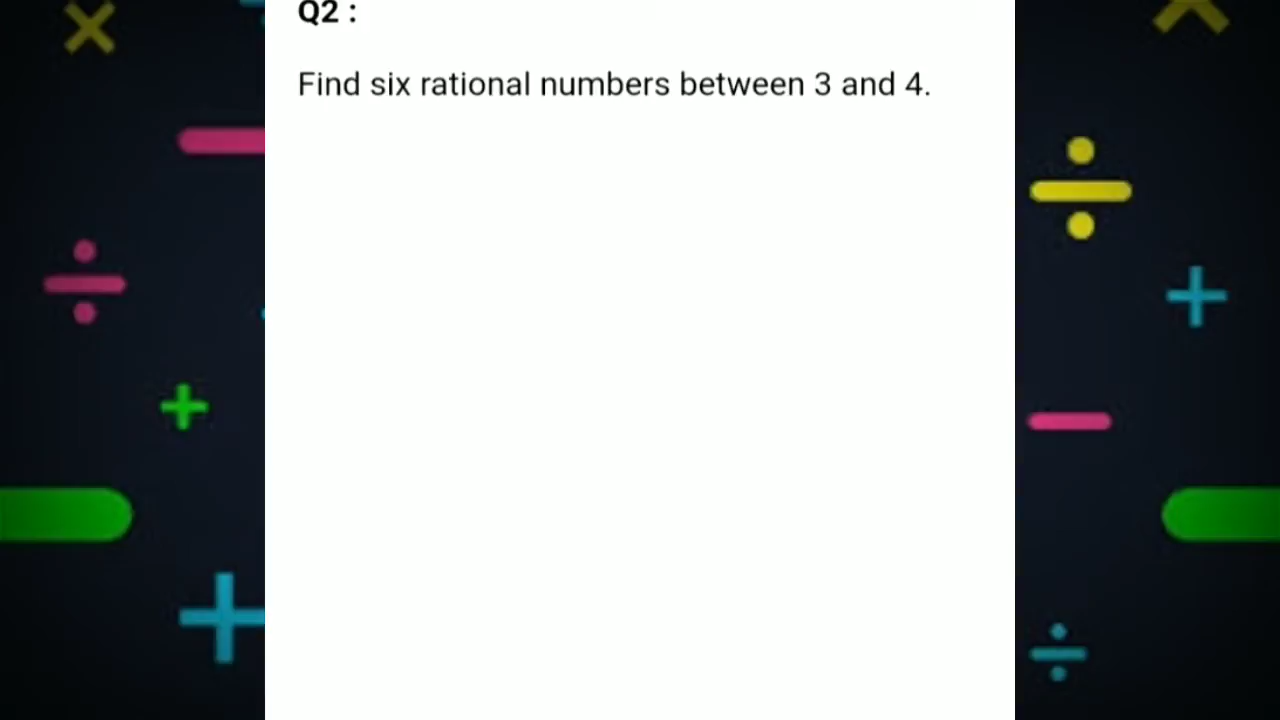 Q2 :
Find six rational numbers between 3 and 4.